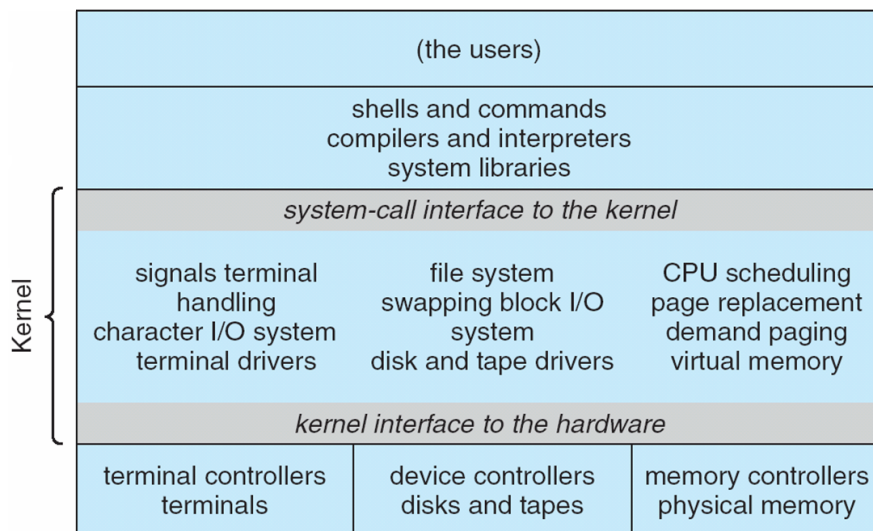 (the users)
shells and commands
compilers and interpreters
system libraries
Kernel
system-call interface to the kernel
signals terminal
handling
character I/O system
terminal drivers
file system
swapping block I/O
system
disk and tape drivers
CPU scheduling
page replacement
demand paging
virtual memory
kernel interface to the hardware
terminal controllers
terminals
device controllers
disks and tapes
memory controllers
physical memory